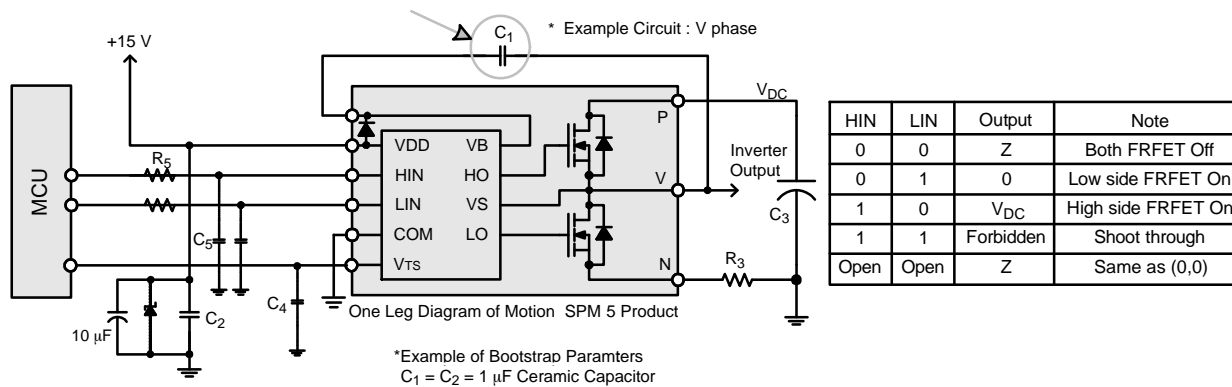 C1
* Example Circuit : V phase
+15 V
MCU
R5
C5
10 μF
C2
C4
VDD
HIN
LIN
COM
VTS
VB
HO
VS
LO
P
V
N
VDC
Inverter
Output
C3
R3
One Leg Diagram of Motion SPM 5 Product
*Example of Bootstrap Paramters
C1 = C2 = 1 μF Ceramic Capacitor
HIN LIN Output Note
0 0 Z Both FRFET Off
0 1 0 Low side FRFET On
1 0 VDC High side FRFET On
1 1 Forbidden Shoot through
Open Open Z Same as (0,0)